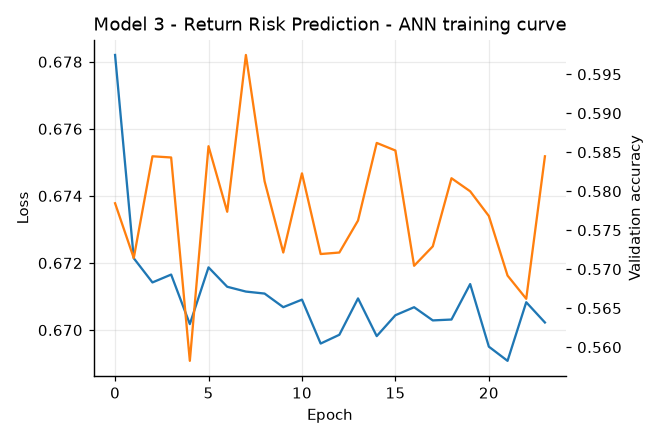 Model 3 - Return Risk Prediction - ANN training curve
0.678
0.676
0.674
0.672
0.670
Loss
0.595
0.590
0.585
0.580
0.575
0.570
0.565
0.560
Validation accuracy
0 5 10 15 20
Epoch